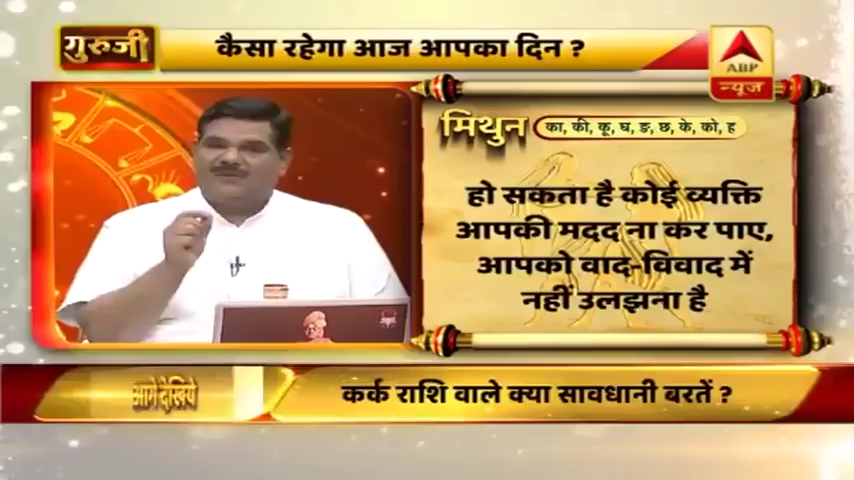 गुरुजी
कैसा रहेगा आज आपका दिन ?
ABP
न्यूज़
मिथुन
का, की, कू, घ, ङ, छ, के, को, ह
हो सकता है कोई व्यक्ति
आपकी मदद ना कर पाए,
आपको वाद-विवाद में
नहीं उलझना है
आगे देखिये
कर्क राशि वाले क्या सावधानी बरतें ?